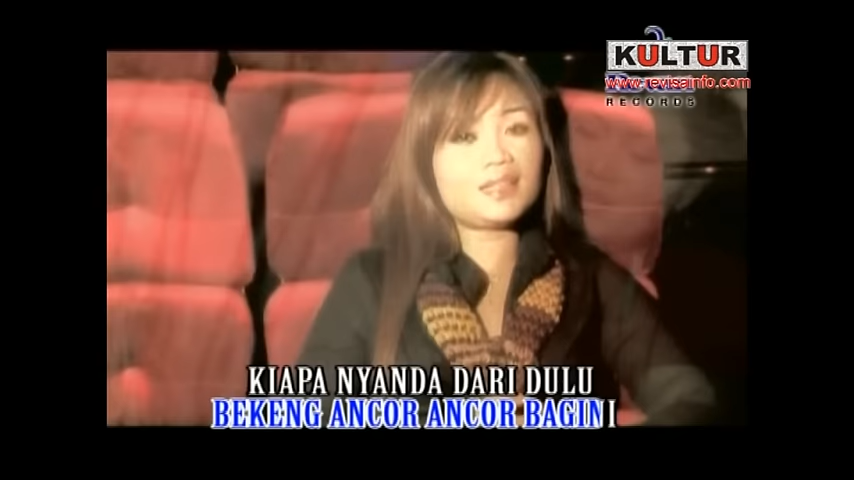 KULTUR
www.revisainfo.com
RECORDS
KIAPA NYANDA DARI DULU
BEKENG ANCOR ANCOR BAGINI